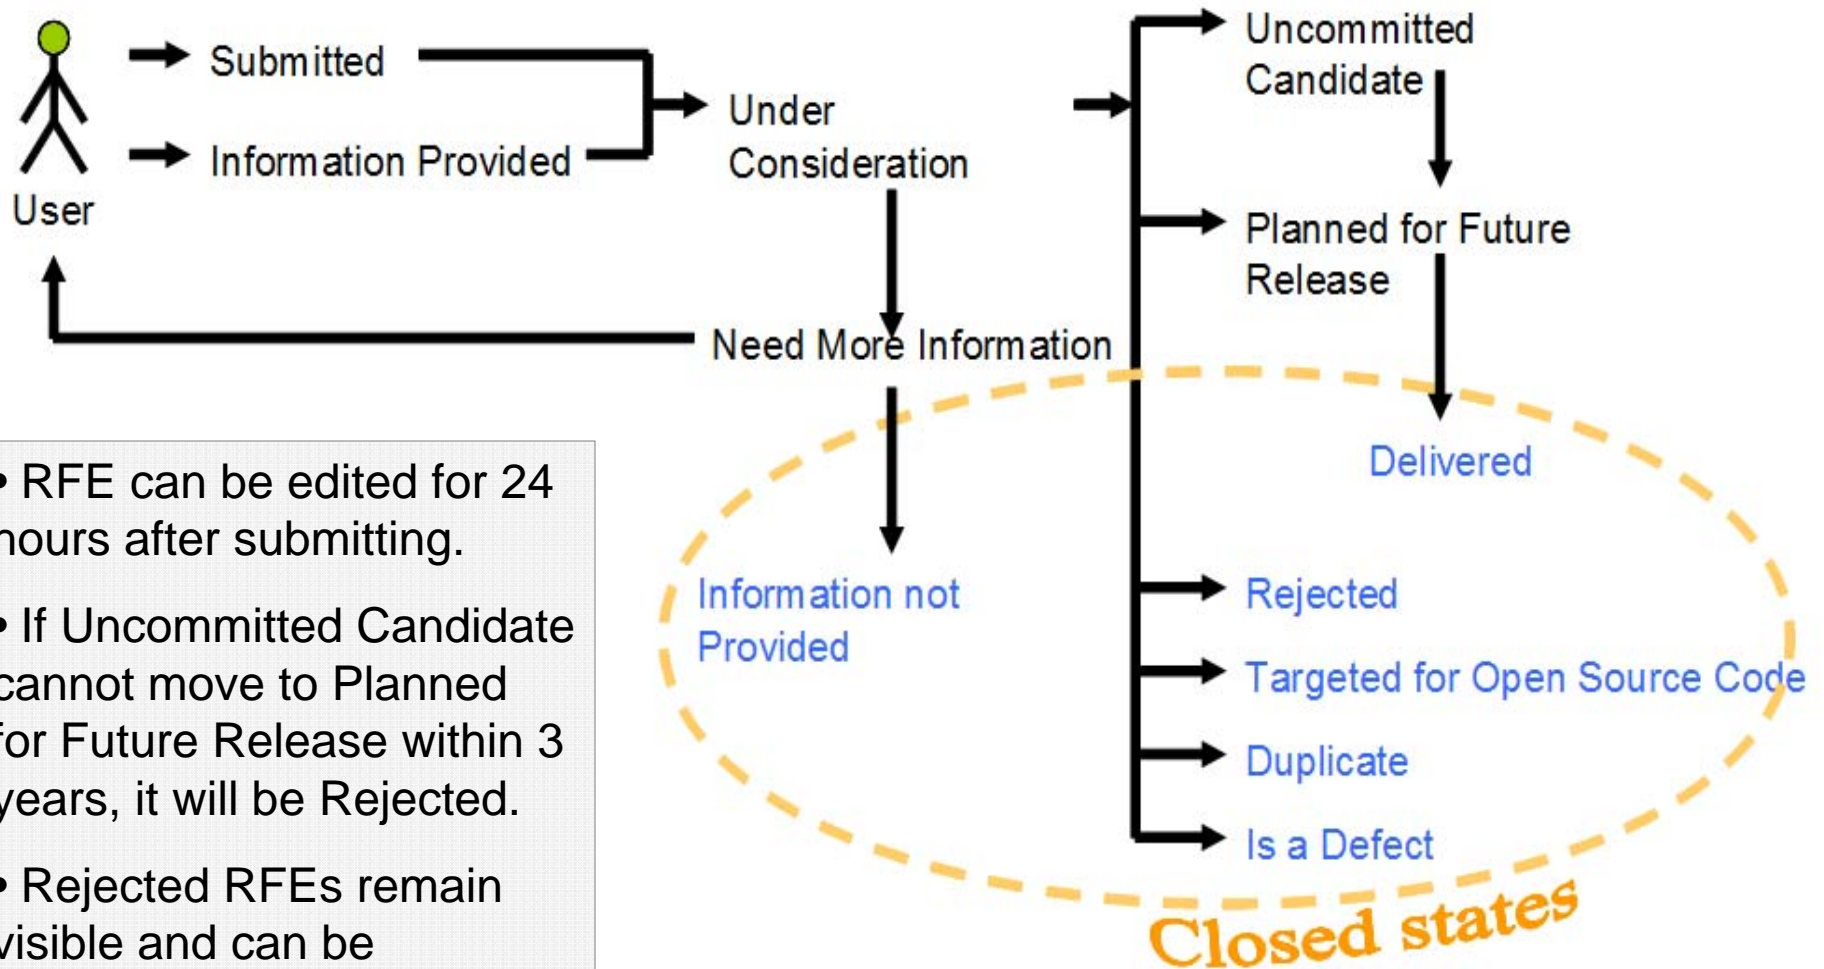 Submitted
Information Provided
User
Under
Consideration
Need More Information
Information not
Provided
Uncommitted
Candidate
Planned for Future
Release
Delivered
Rejected
Targeted for Open Source Code
Duplicate
Is a Defect
Closed states
• RFE can be edited for 24
hours after submitting.
• If Uncommitted Candidate
cannot move to Planned
for Future Release within 3
years, it will be Rejected.
• Rejected RFEs remain
visible and can be